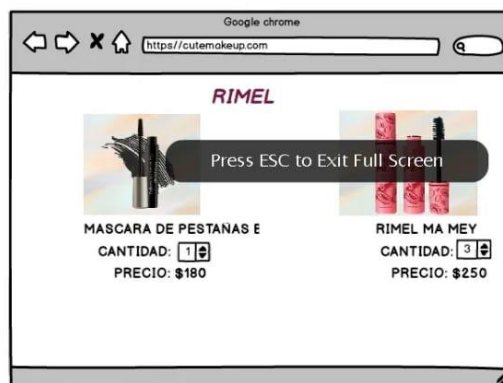 Google chrome
https//cutemakeup.com
RIMEL
Press ESC to Exit Full Screen
MASCARA DE PESTAÑAS E
RIMEL MA MEY
CANTIDAD: 1
CANTIDAD: 3
PRECIO: $180
PRECIO: $250